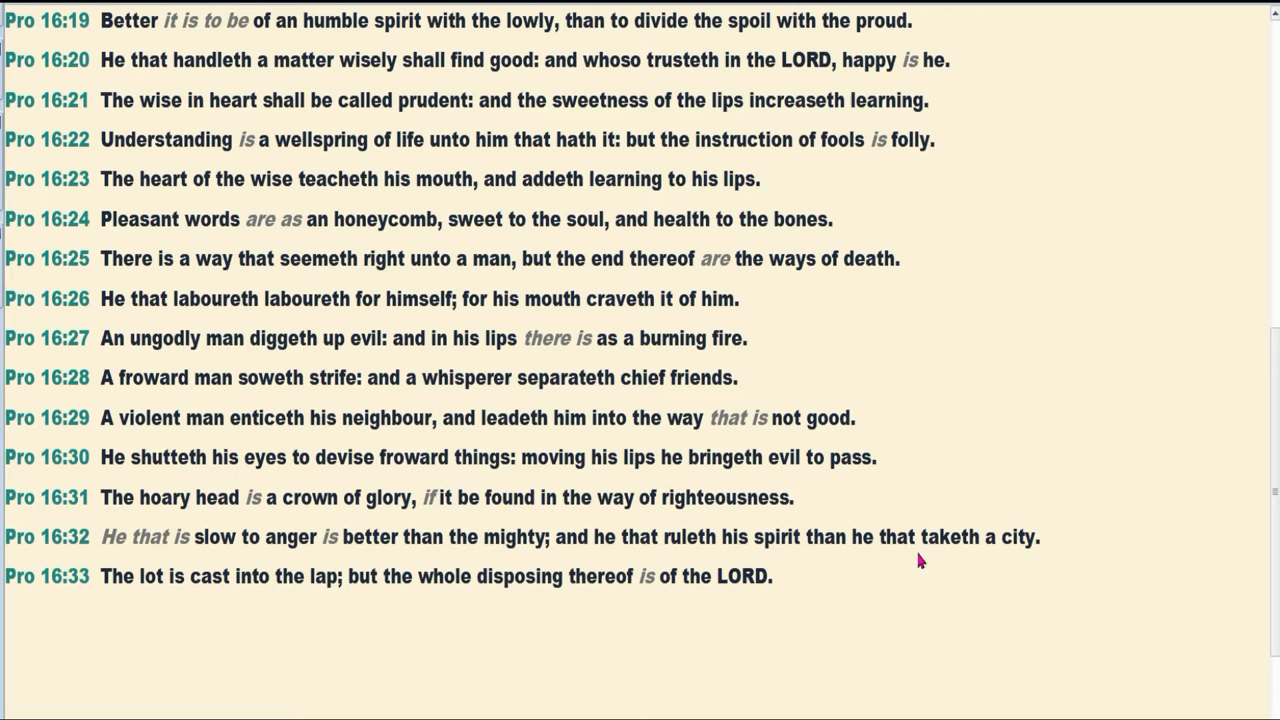 Pro 16:19 Better it is to be of an humble spirit with the lowly, than to divide the spoil with the proud.
Pro 16:20 He that handleth a matter wisely shall find good: and whoso trusteth in the LORD, happy is he.
Pro 16:21 The wise in heart shall be called prudent: and the sweetness of the lips increaseth learning.
Pro 16:22 Understanding is a wellspring of life unto him that hath it: but the instruction of fools is folly.
Pro 16:23 The heart of the wise teacheth his mouth, and addeth learning to his lips.
Pro 16:24 Pleasant words are as an honeycomb, sweet to the soul, and health to the bones.
Pro 16:25 There is a way that seemeth right unto a man, but the end thereof are the ways of death.
Pro 16:26 He that laboureth laboureth for himself; for his mouth craveth it of him.
Pro 16:27 An ungodly man diggeth up evil: and in his lips there is as a burning fire.
Pro 16:28 A froward man soweth strife: and a whisperer separateth chief friends.
Pro 16:29 A violent man enticeth his neighbour, and leadeth him into the way that is not good.
Pro 16:30 He shutteth his eyes to devise froward things: moving his lips he bringeth evil to pass.
Pro 16:31 The hoary head is a crown of glory, if it be found in the way of righteousness.
Pro 16:32 He that is slow to anger is better than the mighty; and he that ruleth his spirit than he that taketh a city.
Pro 16:33 The lot is cast into the lap; but the whole disposing thereof is of the LORD.